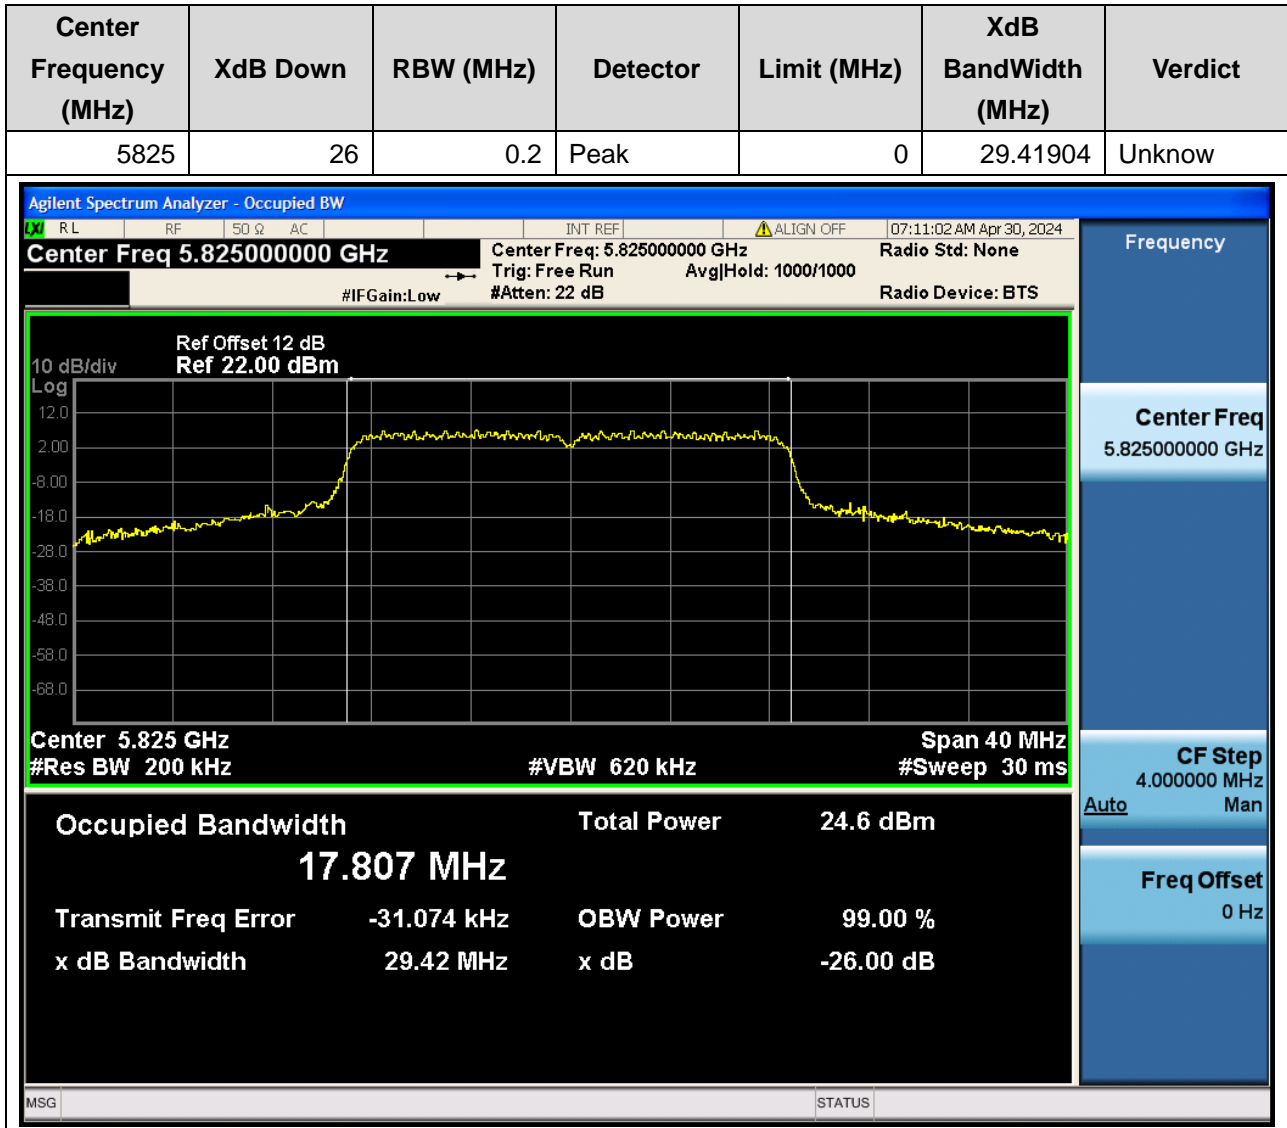 Center Frequency (MHz) XdB Down RBW (MHz) Detector Limit (MHz) XdB BandWidth (MHz) Verdict
5825 26 0.2 Peak 0 29.41904 Unknow
Agilent Spectrum Analyzer - Occupied BW
LXI RL RF 50 Ω AC INT REF ALIGN OFF 07:11:02 AM Apr 30, 2024
Center Freq 5.825000000 GHz
Center Freq: 5.825000000 GHz
Radio Std: None
Trig: Free Run Avg|Hold: 1000/1000
#IFGain:Low #Atten: 22 dB Radio Device: BTS
Ref Offset 12 dB
10 dB/div Ref 22.00 dBm
Log
12.0
2.00
-8.00
-18.0
-28.0
-38.0
-48.0
-58.0
-68.0
Center 5.825 GHz Span 40 MHz
#Res BW 200 kHz #VBW 620 kHz #Sweep 30 ms
Occupied Bandwidth Total Power 24.6 dBm
17.807 MHz
Transmit Freq Error -31.074 kHz OBW Power 99.00 %
x dB Bandwidth 29.42 MHz x dB -26.00 dB
Frequency
Center Freq
5.825000000 GHz
CF Step
4.000000 MHz
Auto Man
Freq Offset
0 Hz
MSG STATUS